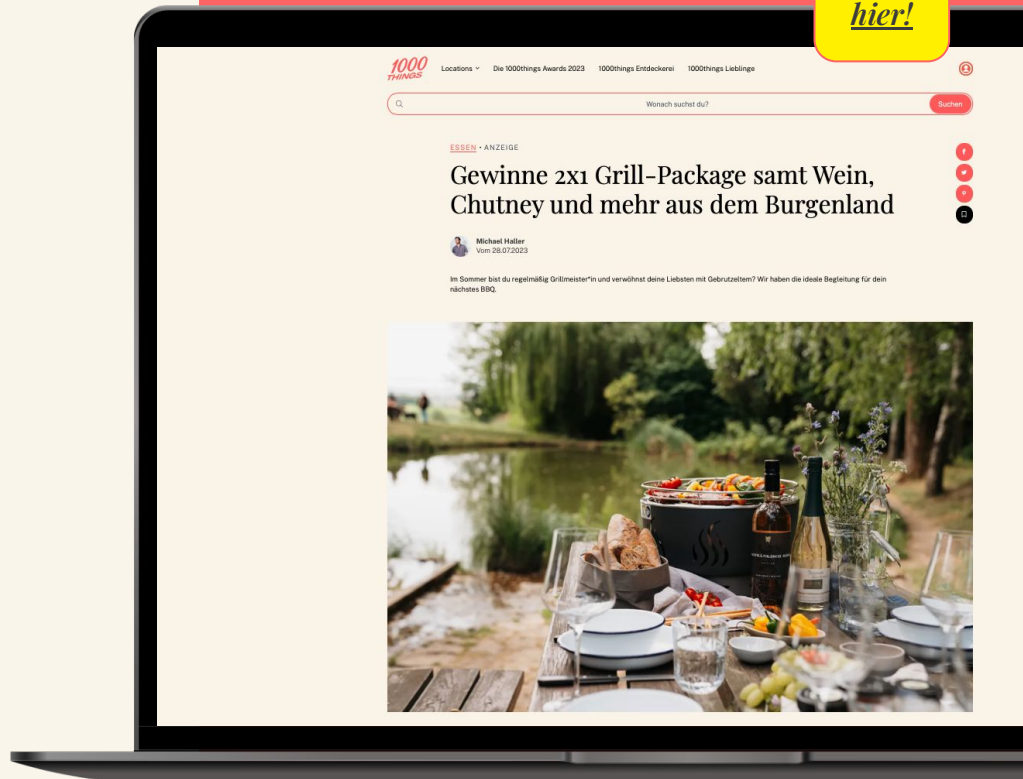 hier!
1000
THINGS
Locations
Die 1000things Awards 2023
1000things Entdeckerei
1000things Lieblinge
Wonach suchst du?
Suchen
ESSEN • ANZEIGE
Gewinne 2x1 Grill-Package samt Wein,
Chutney und mehr aus dem Burgenland
Michael Haller
Vom 28.07.2023
Im Sommer bist du regelmäßig Grillmeister*in und verwöhnst deine Liebsten mit Gebrutzeltem? Wir haben die ideale Begleitung für dein
nächstes BBQ.